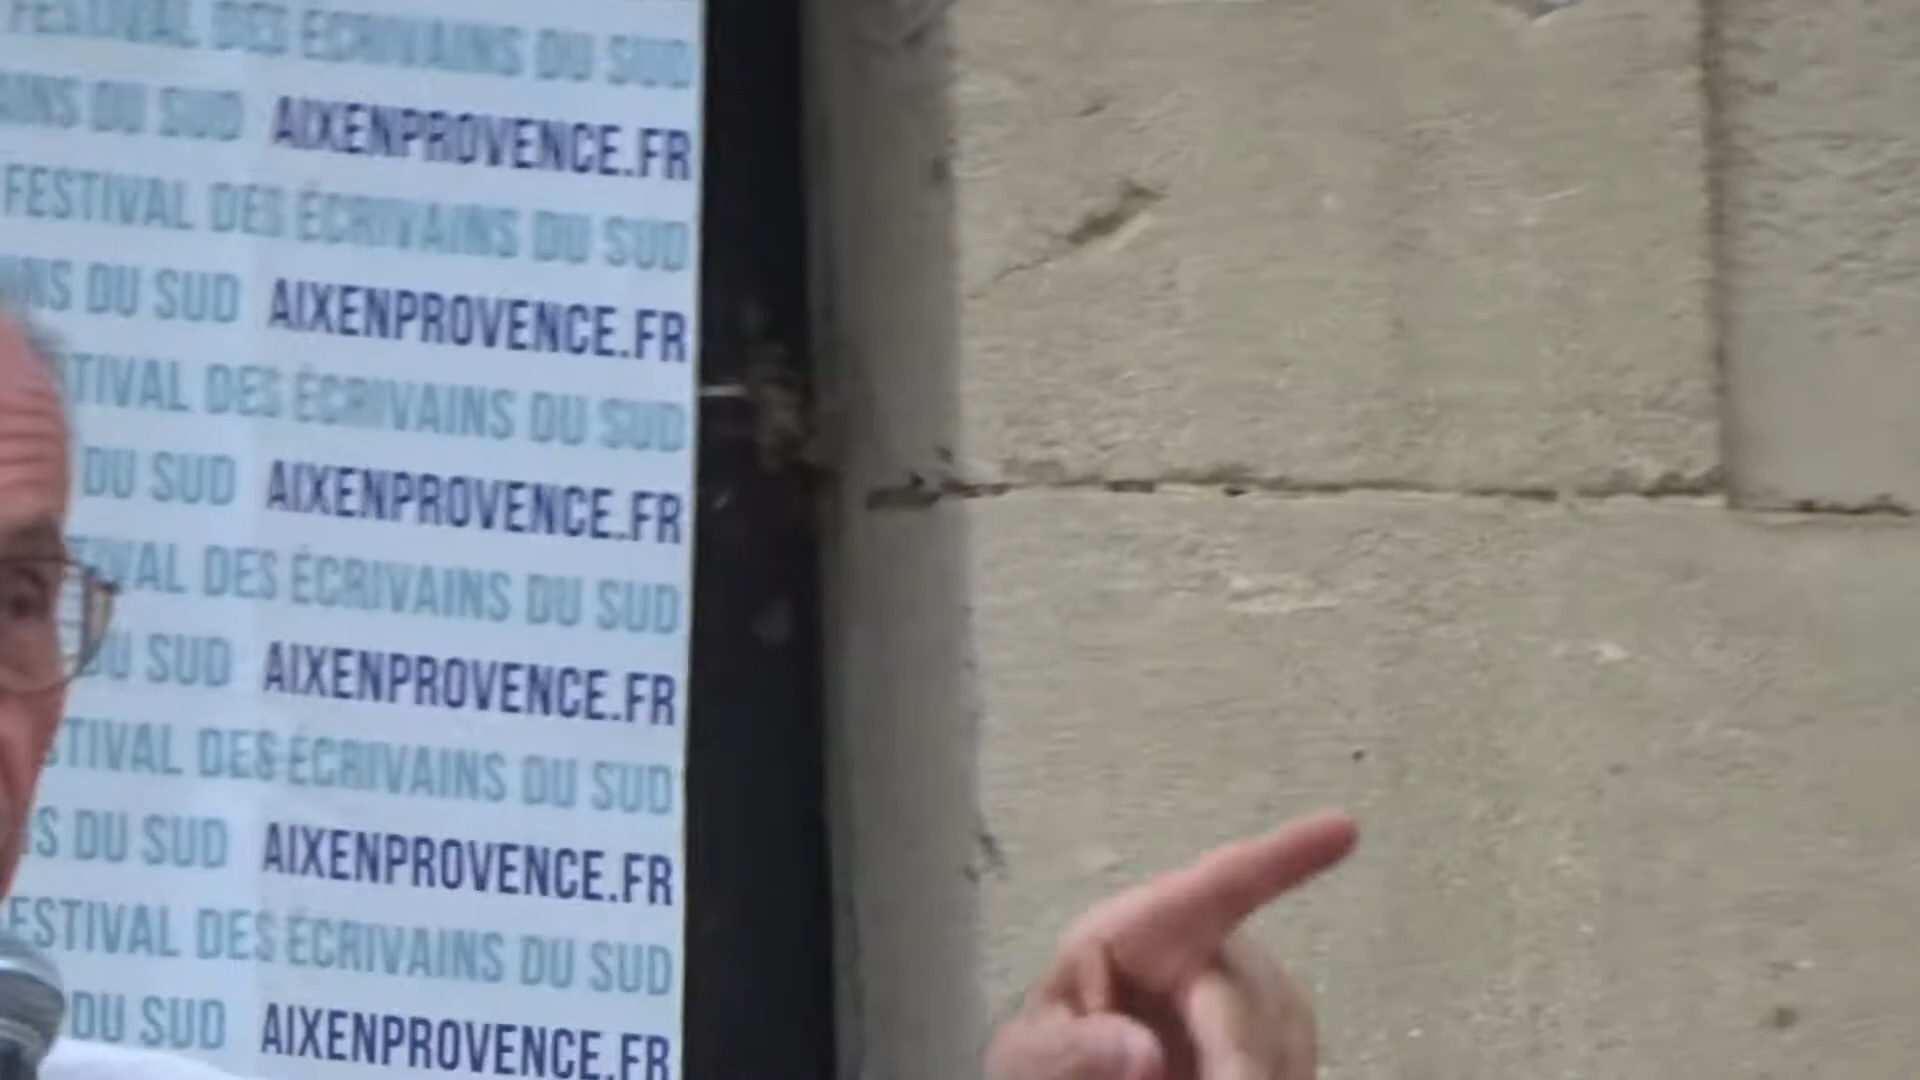 FESTIVAL DES ÉCRIVAINS DU SUD
AINS DU SUD AIXENPROVENCE.FR
FESTIVAL DES ÉCRIVAINS DU SUD
NS DU SUD AIXENPROVENCE.FR
TIVAL DES ÉCRIVAINS DU SUD
DU SUD AIXENPROVENCE.FR
TIVAL DES ÉCRIVAINS DU SUD
DU SUD AIXENPROVENCE.FR
STIVAL DES ÉCRIVAINS DU SUD
S DU SUD AIXENPROVENCE.FR
ESTIVAL DES ÉCRIVAINS DU SUD
DU SUD AIXENPROVENCE.FR